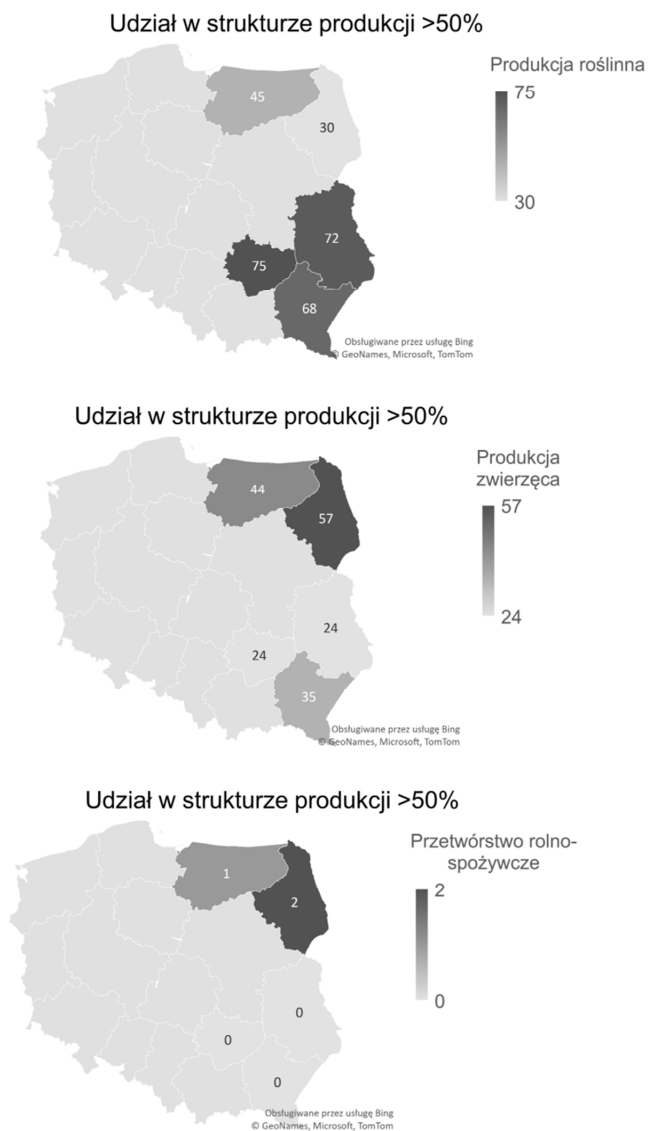 Udział w strukturze produkcji >50%
Produkcja roślinna
75
30
45
30
72
75
68
Obsługiwane przez usługę Bing
© GeoNames, Microsoft, TomTom
Udział w strukturze produkcji >50%
Produkcja
zwierzęca
57
24
44
57
24
24
35
Obsługiwane przez usługę Bing
© GeoNames, Microsoft, TomTom
Udział w strukturze produkcji >50%
Przetwórstwo rolno-
spożywcze
2
0
1
2
0
0
0
Obsługiwane przez usługę Bing
© GeoNames, Microsoft, TomTom